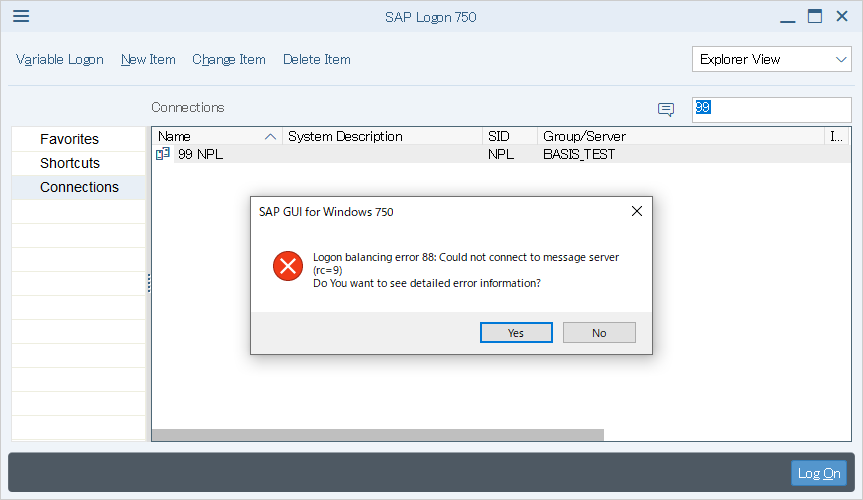 SAP Logon 750
Variable Logon New Item Change Item Delete Item Explorer View
Connections 99
Favorites
Shortcuts
Connections
Name System Description SID Group/Server I...
99 NPL NPL BASIS_TEST
SAP GUI for Windows 750
Logon balancing error 88: Could not connect to message server
(rc=9)
Do You want to see detailed error information?
Yes No
Log On